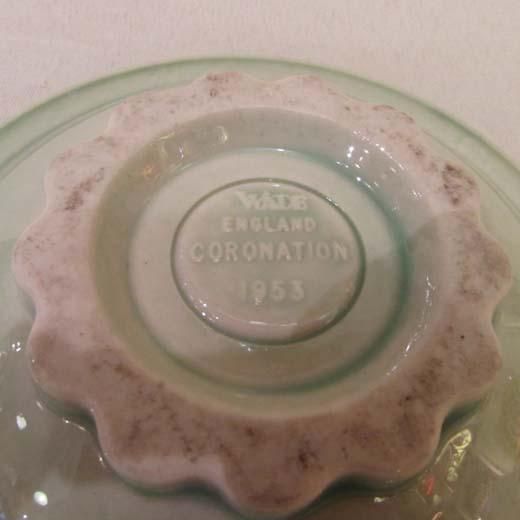 WADE
ENGLAND
CORONATION
1953